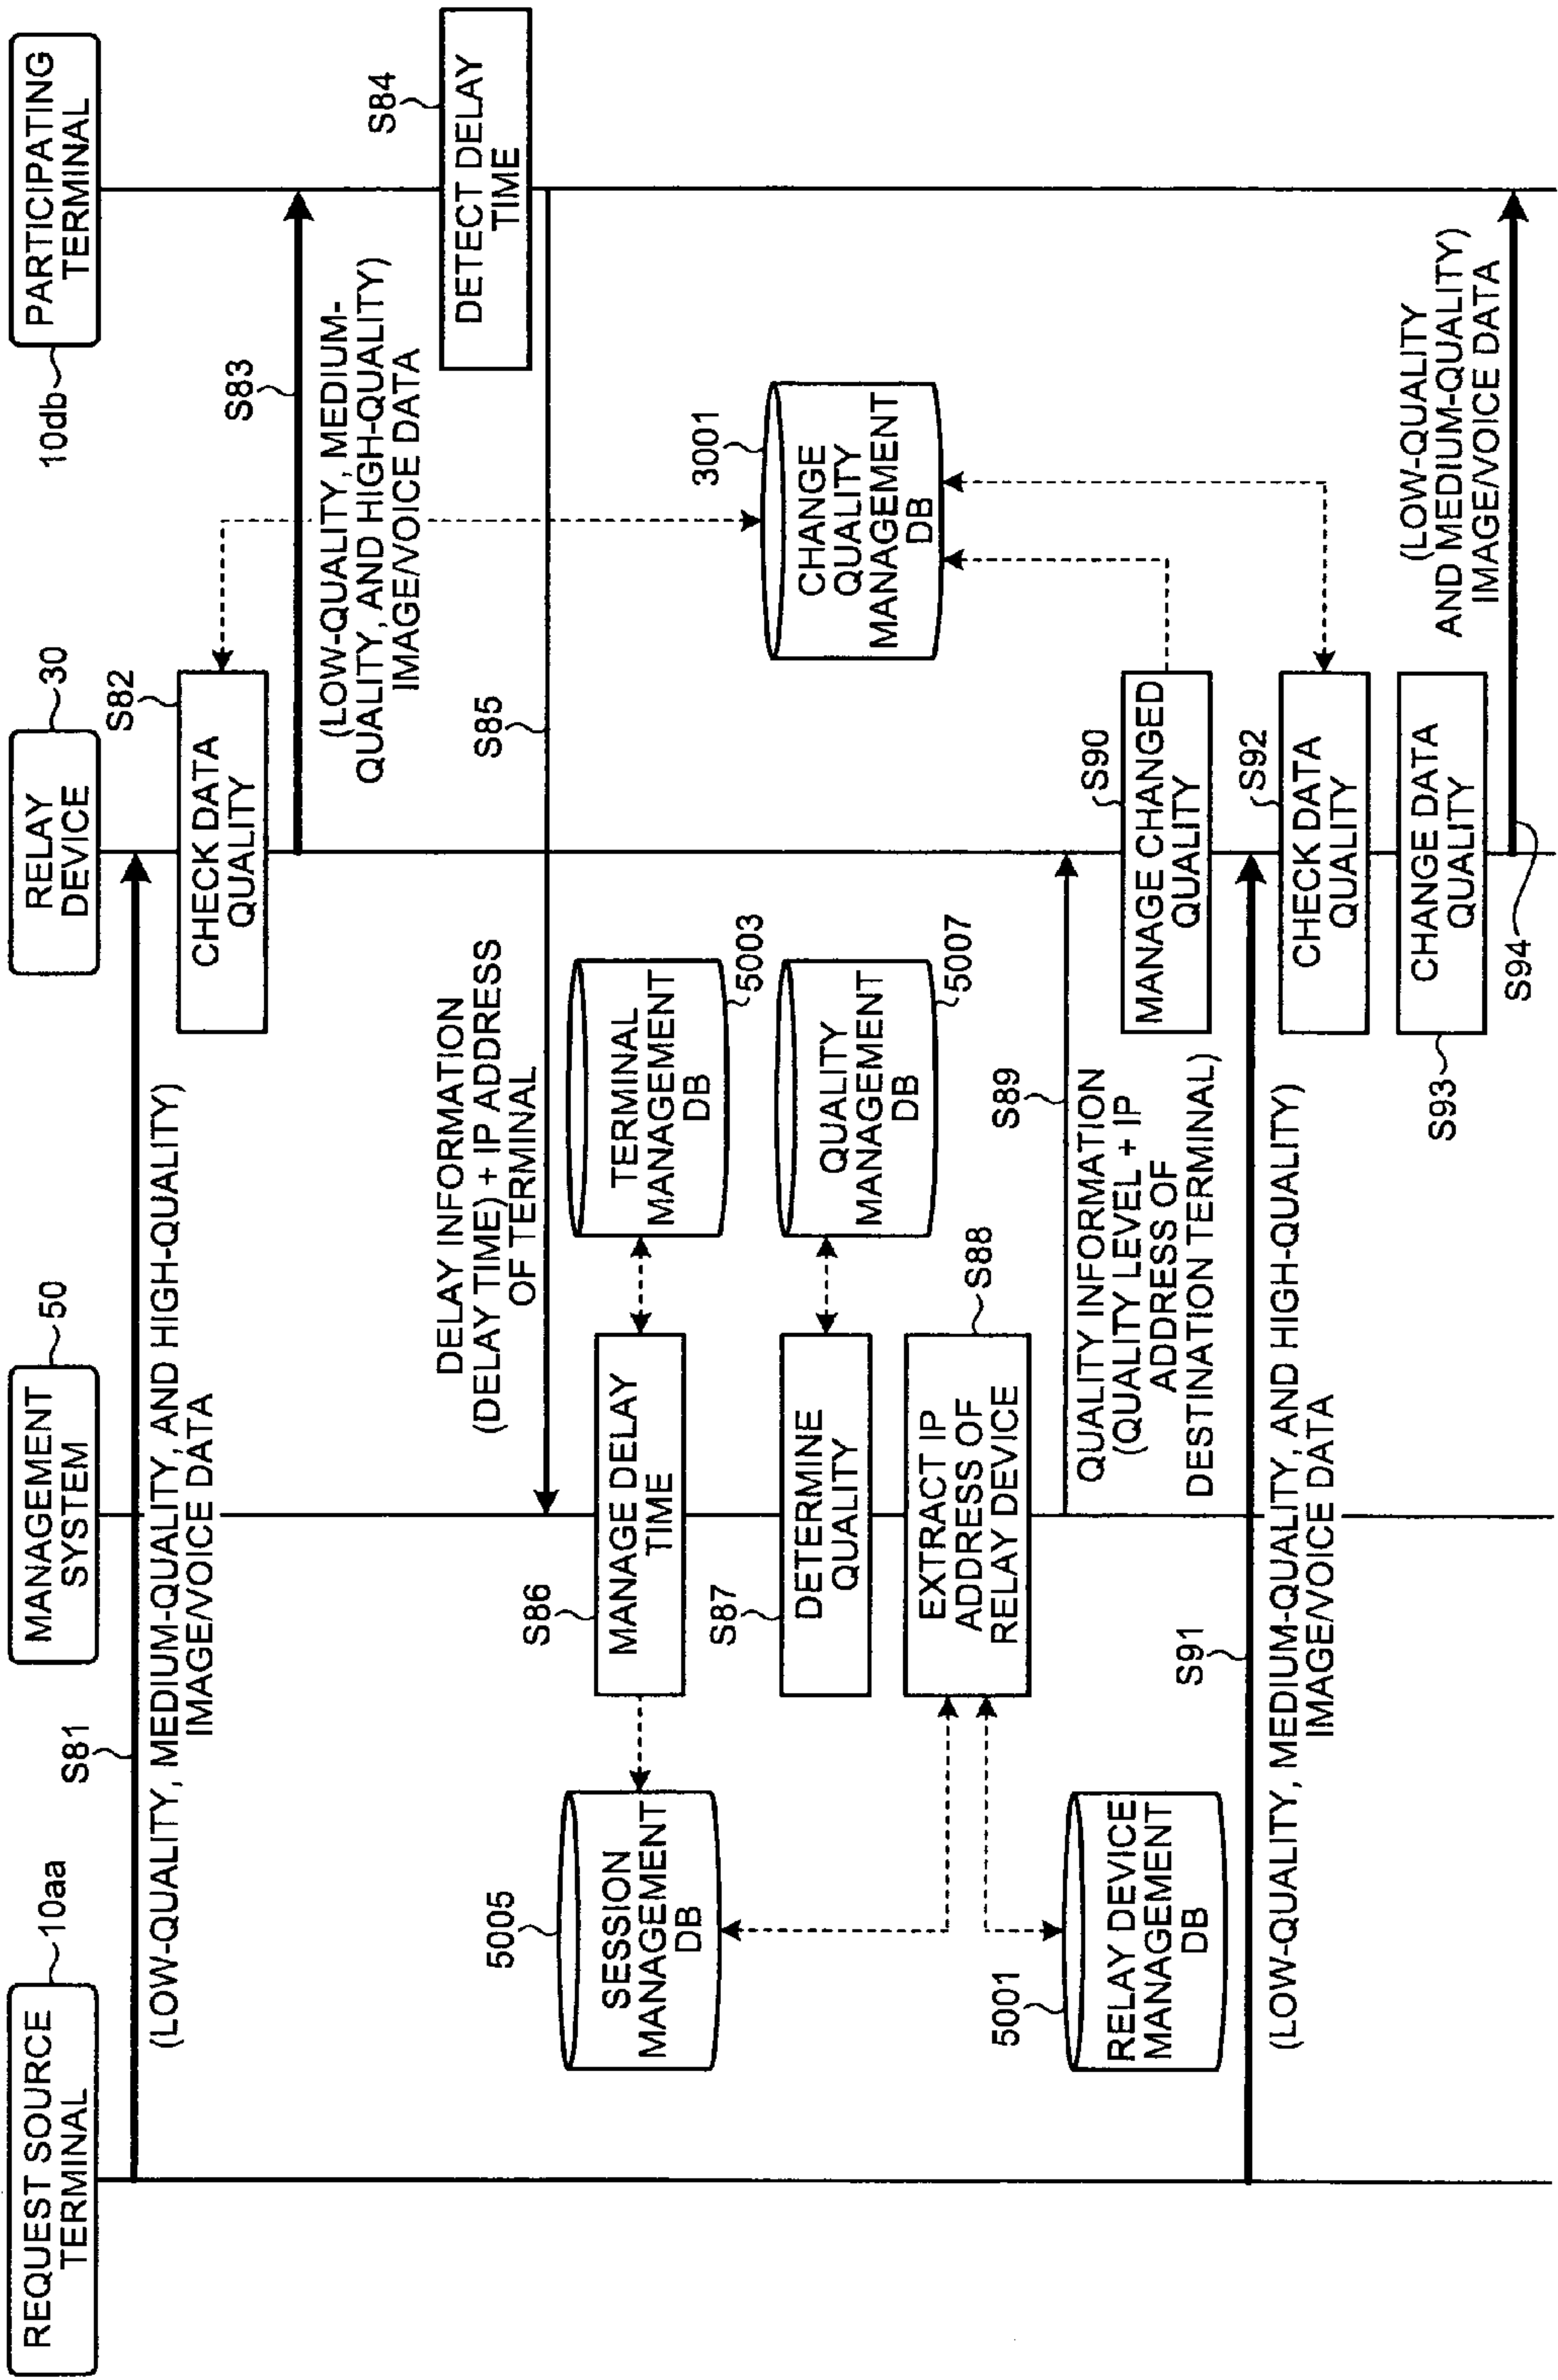 REQUEST SOURCE
TERMINAL
10aa
MANAGEMENT
SYSTEM
50
RELAY
DEVICE
30
PARTICIPATING
TERMINAL
10db
S81
(LOW-QUALITY, MEDIUM-QUALITY, AND HIGH-QUALITY)
IMAGE/VOICE DATA
S82
CHECK DATA
QUALITY
S83
(LOW-QUALITY, MEDIUM-
QUALITY, AND HIGH-QUALITY)
IMAGE/VOICE DATA
S84
DETECT DELAY
TIME
S85
DELAY INFORMATION
(DELAY TIME) + IP ADDRESS
OF TERMINAL
S86
MANAGE DELAY
TIME
5005
SESSION
MANAGEMENT
DB
TERMINAL
MANAGEMENT
DB
5003
3001
CHANGE
QUALITY
MANAGEMENT
DB
S87
DETERMINE
QUALITY
QUALITY
MANAGEMENT
DB
5007
S88
EXTRACT IP
ADDRESS OF
RELAY DEVICE
5001
RELAY DEVICE
MANAGEMENT
DB
S89
QUALITY INFORMATION
(QUALITY LEVEL + IP
ADDRESS OF
DESTINATION TERMINAL)
S90
MANAGE CHANGED
QUALITY
S91
(LOW-QUALITY, MEDIUM-QUALITY, AND HIGH-QUALITY)
IMAGE/VOICE DATA
S92
CHECK DATA
QUALITY
S93
CHANGE DATA
QUALITY
S94
(LOW-QUALITY
AND MEDIUM-QUALITY)
IMAGE/VOICE DATA